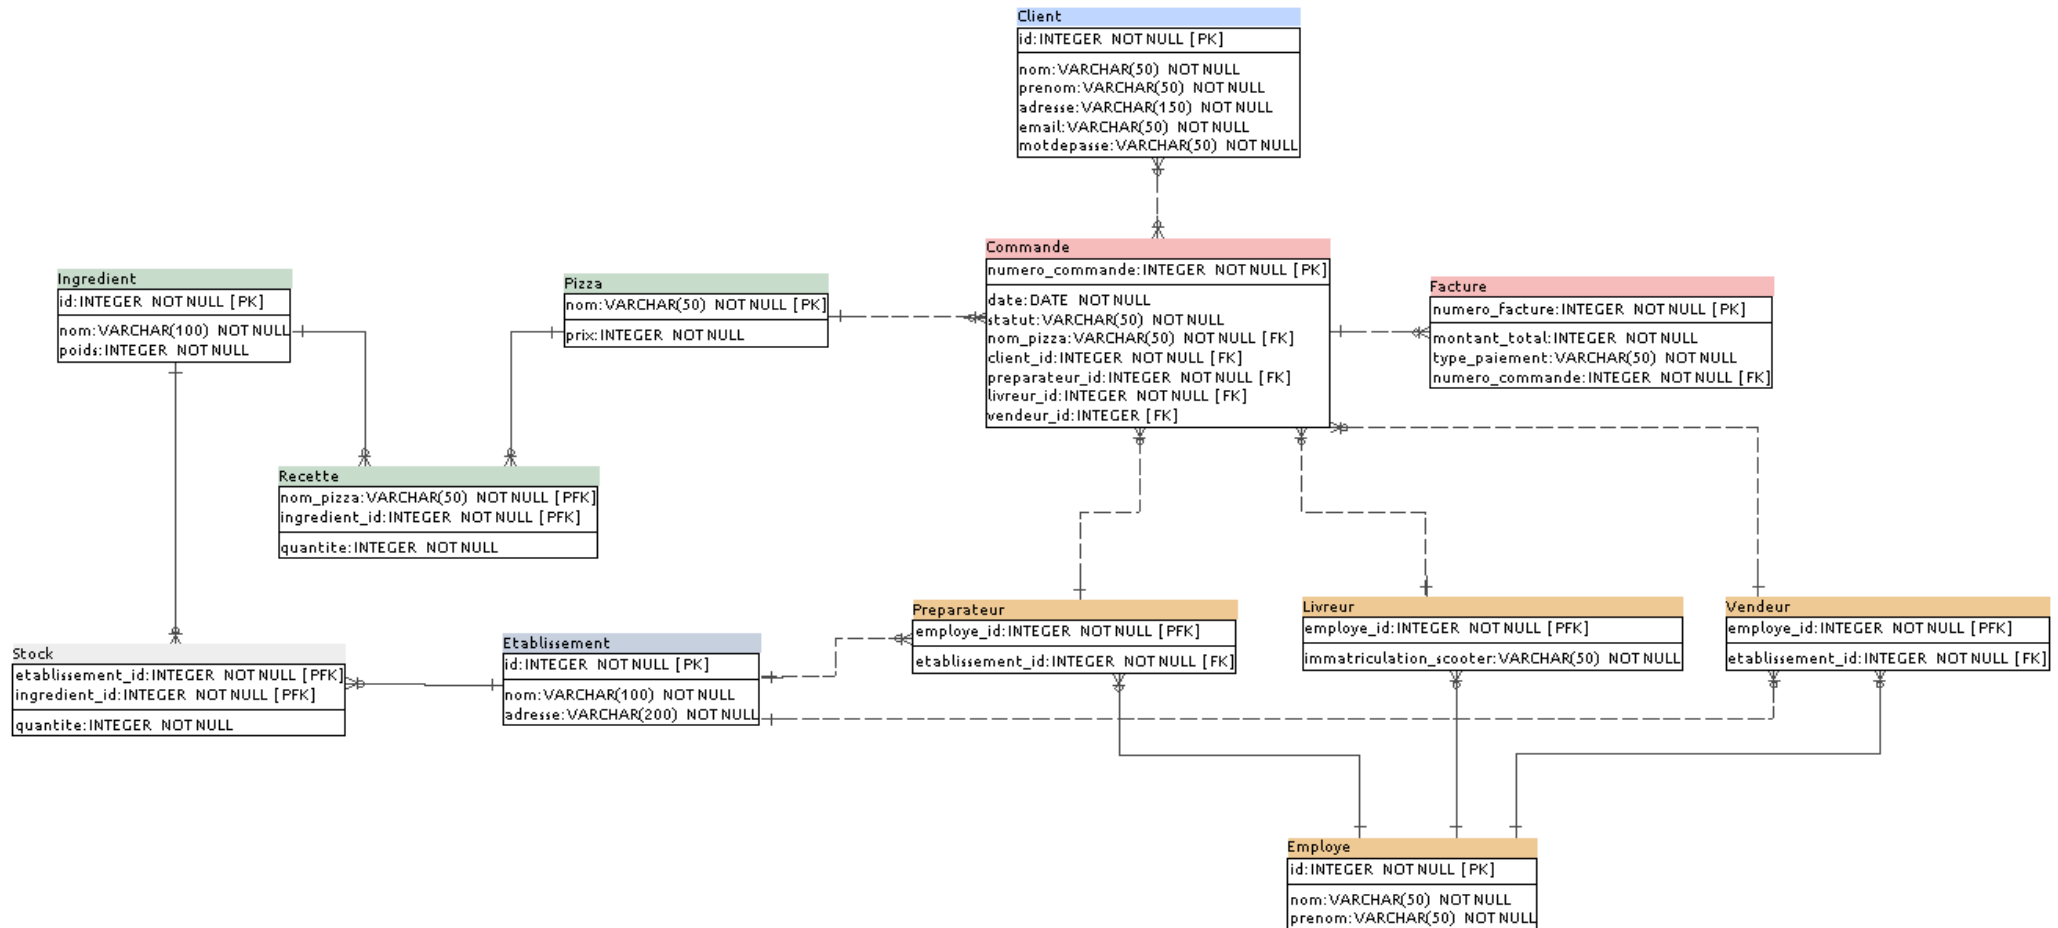 Client
id:INTEGER NOT NULL [PK]
nom:VARCHAR(50) NOT NULL
prenom:VARCHAR(50) NOT NULL
adresse:VARCHAR(150) NOT NULL
email:VARCHAR(50) NOT NULL
motdepasse:VARCHAR(50) NOT NULL
Commande
numero_commande:INTEGER NOT NULL [PK]
date:DATE NOT NULL
statut:VARCHAR(50) NOT NULL
nom_pizza:VARCHAR(50) NOT NULL [FK]
client_id:INTEGER NOT NULL [FK]
preparateur_id:INTEGER NOT NULL [FK]
livreur_id:INTEGER NOT NULL [FK]
vendeur_id:INTEGER [FK]
Ingredient
id:INTEGER NOT NULL [PK]
nom:VARCHAR(100) NOT NULL
poids:INTEGER NOT NULL
Pizza
nom:VARCHAR(50) NOT NULL [PK]
prix:INTEGER NOT NULL
Facture
numero_facture:INTEGER NOT NULL [PK]
montant_total:INTEGER NOT NULL
type_paiement:VARCHAR(50) NOT NULL
numero_commande:INTEGER NOT NULL [FK]
Recette
nom_pizza:VARCHAR(50) NOT NULL [PFK]
ingredient_id:INTEGER NOT NULL [PFK]
quantite:INTEGER NOT NULL
Stock
etablissement_id:INTEGER NOT NULL [PFK]
ingredient_id:INTEGER NOT NULL [PFK]
quantite:INTEGER NOT NULL
Etablissement
id:INTEGER NOT NULL [PK]
nom:VARCHAR(100) NOT NULL
adresse:VARCHAR(200) NOT NULL
Preparateur
employe_id:INTEGER NOT NULL [PFK]
etablissement_id:INTEGER NOT NULL [FK]
Livreur
employe_id:INTEGER NOT NULL [PFK]
immatriculation_scooter:VARCHAR(50) NOT NULL
Vendeur
employe_id:INTEGER NOT NULL [PFK]
etablissement_id:INTEGER NOT NULL [FK]
Employe
id:INTEGER NOT NULL [PK]
nom:VARCHAR(50) NOT NULL
prenom:VARCHAR(50) NOT NULL